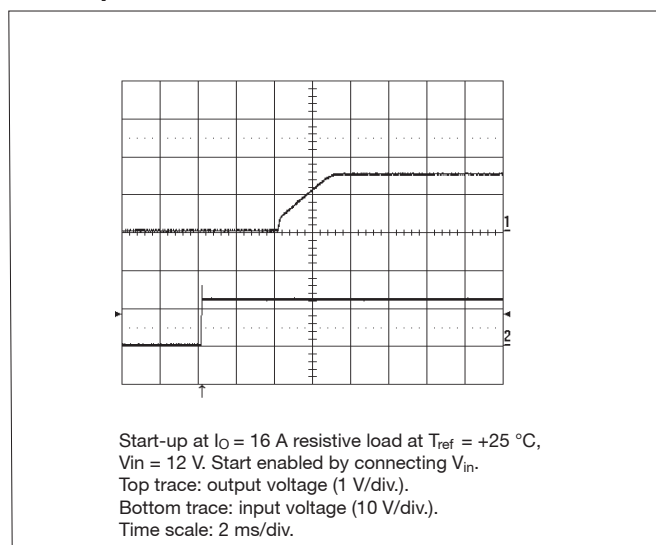 1
2
Start-up at IO = 16 A resistive load at Tref = +25 °C,
Vin = 12 V. Start enabled by connecting Vin.
Top trace: output voltage (1 V/div.).
Bottom trace: input voltage (10 V/div.).
Time scale: 2 ms/div.